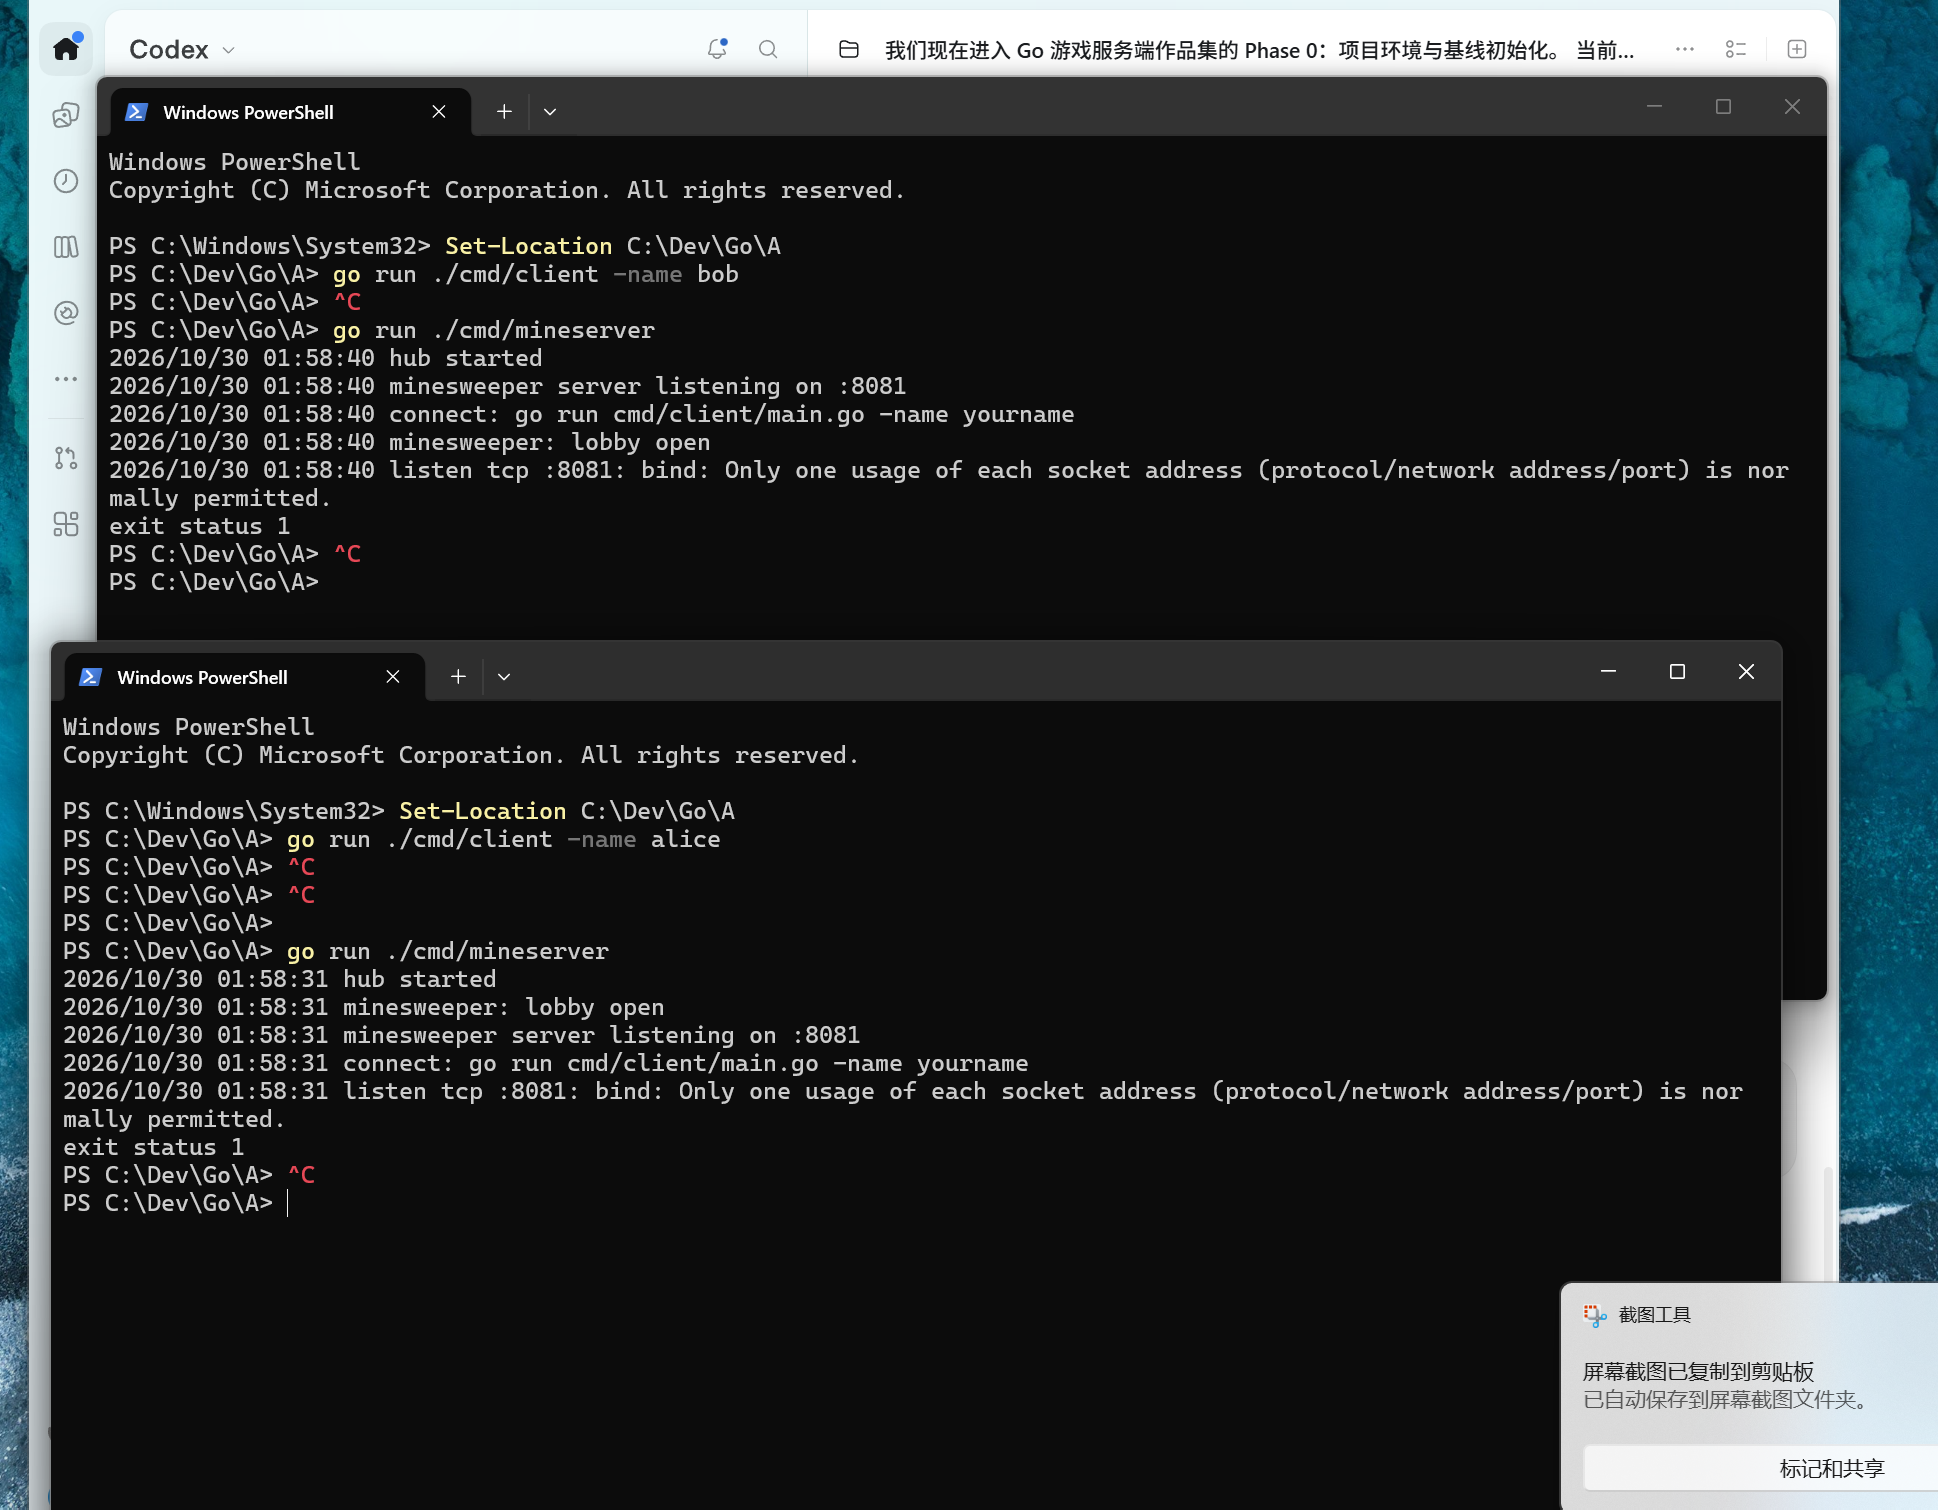 Codex
我们现在进入 Go 游戏服务端作品集的 Phase 0：项目环境与基线初始化。 当前...
Windows PowerShell
Windows PowerShell
Copyright (C) Microsoft Corporation. All rights reserved.
PS C:\Windows\System32> Set-Location C:\Dev\Go\A
PS C:\Dev\Go\A> go run ./cmd/client -name bob
PS C:\Dev\Go\A> ^C
PS C:\Dev\Go\A> go run ./cmd/mineserver
2026/10/30 01:58:40 hub started
2026/10/30 01:58:40 minesweeper server listening on :8081
2026/10/30 01:58:40 connect: go run cmd/client/main.go -name yourname
2026/10/30 01:58:40 minesweeper: lobby open
2026/10/30 01:58:40 listen tcp :8081: bind: Only one usage of each socket address (protocol/network address/port) is nor
mally permitted.
exit status 1
PS C:\Dev\Go\A> ^C
PS C:\Dev\Go\A>
Windows PowerShell
Windows PowerShell
Copyright (C) Microsoft Corporation. All rights reserved.
PS C:\Windows\System32> Set-Location C:\Dev\Go\A
PS C:\Dev\Go\A> go run ./cmd/client -name alice
PS C:\Dev\Go\A> ^C
PS C:\Dev\Go\A> ^C
PS C:\Dev\Go\A>
PS C:\Dev\Go\A> go run ./cmd/mineserver
2026/10/30 01:58:31 hub started
2026/10/30 01:58:31 minesweeper: lobby open
2026/10/30 01:58:31 minesweeper server listening on :8081
2026/10/30 01:58:31 connect: go run cmd/client/main.go -name yourname
2026/10/30 01:58:31 listen tcp :8081: bind: Only one usage of each socket address (protocol/network address/port) is nor
mally permitted.
exit status 1
PS C:\Dev\Go\A> ^C
PS C:\Dev\Go\A>
截图工具
屏幕截图已复制到剪贴板
已自动保存到屏幕截图文件夹。
标记和共享